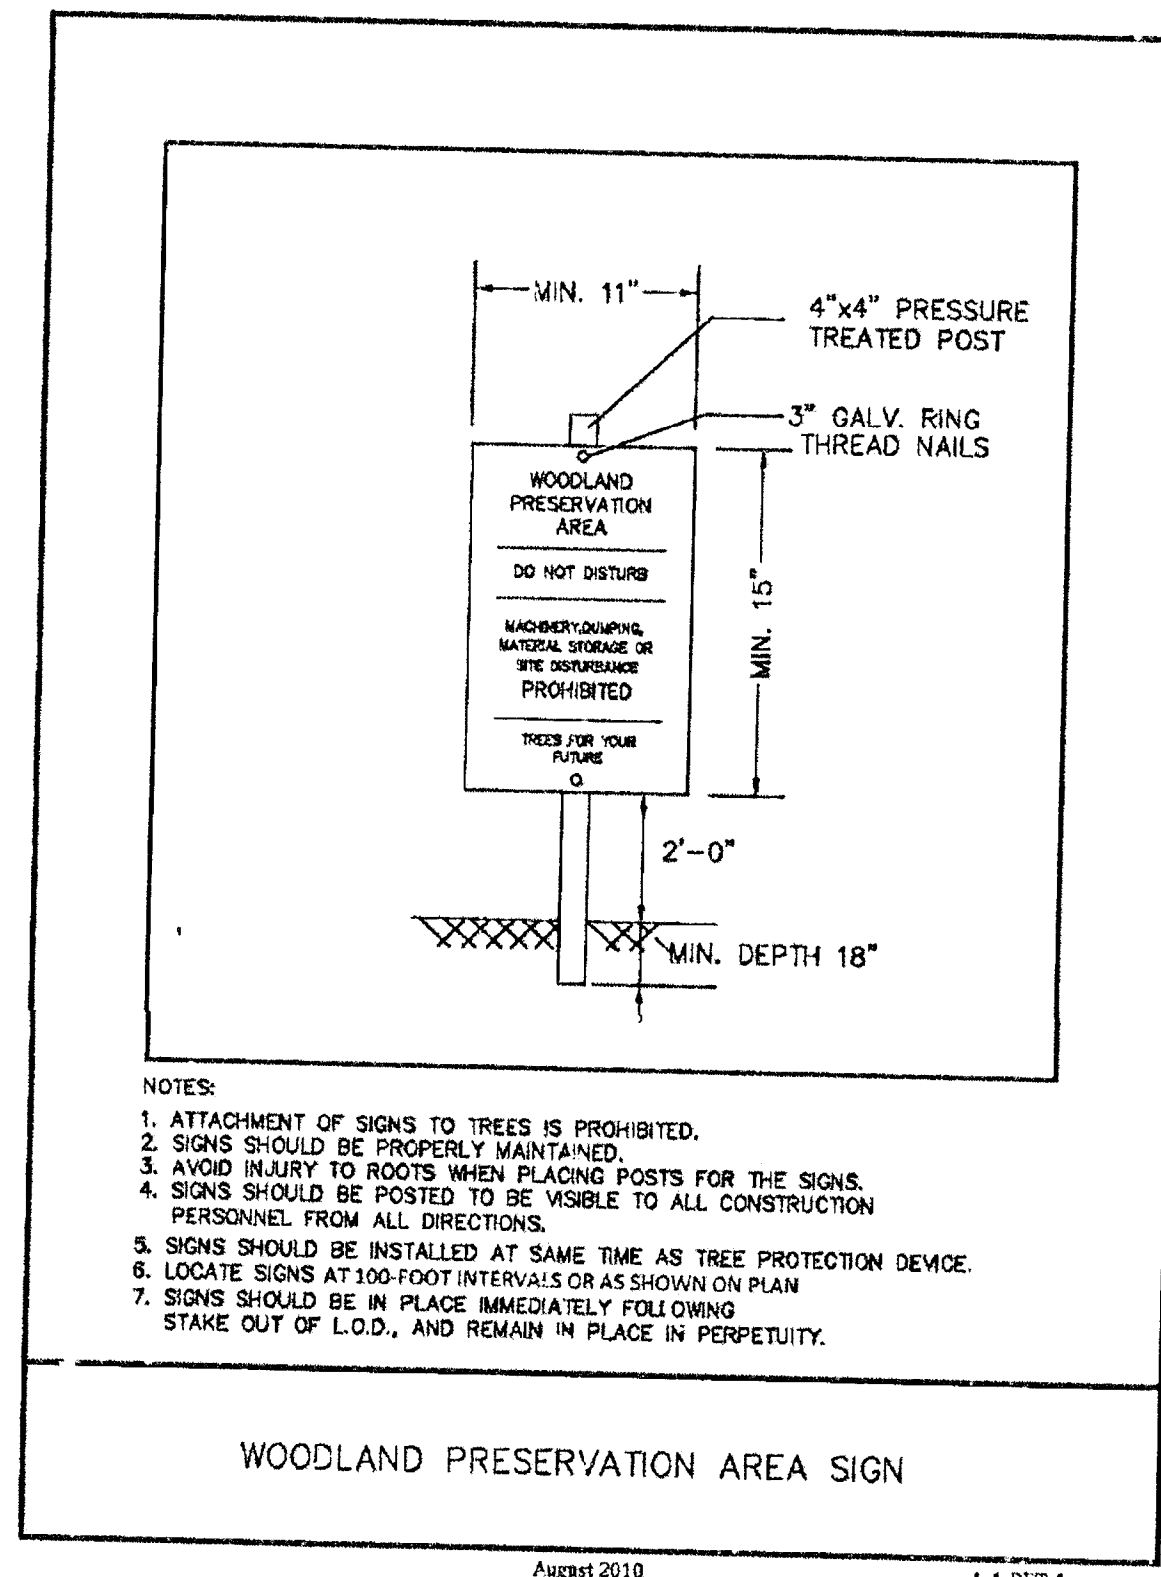 MIN. 11"
4"x4" PRESSURE
TREATED POST
3" GALV. RING
THREAD NAILS
WOODLAND
PRESERVATION
AREA
DO NOT DISTURB
MACHINERY,DUMPING,
MATERIAL STORAGE OR
SITE DISTURBANCE
PROHIBITED
TREES FOR YOUR
FUTURE
MIN. 15"
2'-0"
MIN. DEPTH 18"
NOTES:
1. ATTACHMENT OF SIGNS TO TREES IS PROHIBITED.
2. SIGNS SHOULD BE PROPERLY MAINTAINED.
3. AVOID INJURY TO ROOTS WHEN PLACING POSTS FOR THE SIGNS.
4. SIGNS SHOULD BE POSTED TO BE VISIBLE TO ALL CONSTRUCTION
PERSONNEL FROM ALL DIRECTIONS.
5. SIGNS SHOULD BE INSTALLED AT SAME TIME AS TREE PROTECTION DEVICE.
6. LOCATE SIGNS AT 100-FOOT INTERVALS OR AS SHOWN ON PLAN
7. SIGNS SHOULD BE IN PLACE IMMEDIATELY FOLLOWING
STAKE OUT OF L.O.D., AND REMAIN IN PLACE IN PERPETUITY.
WOODLAND PRESERVATION AREA SIGN
August 2010